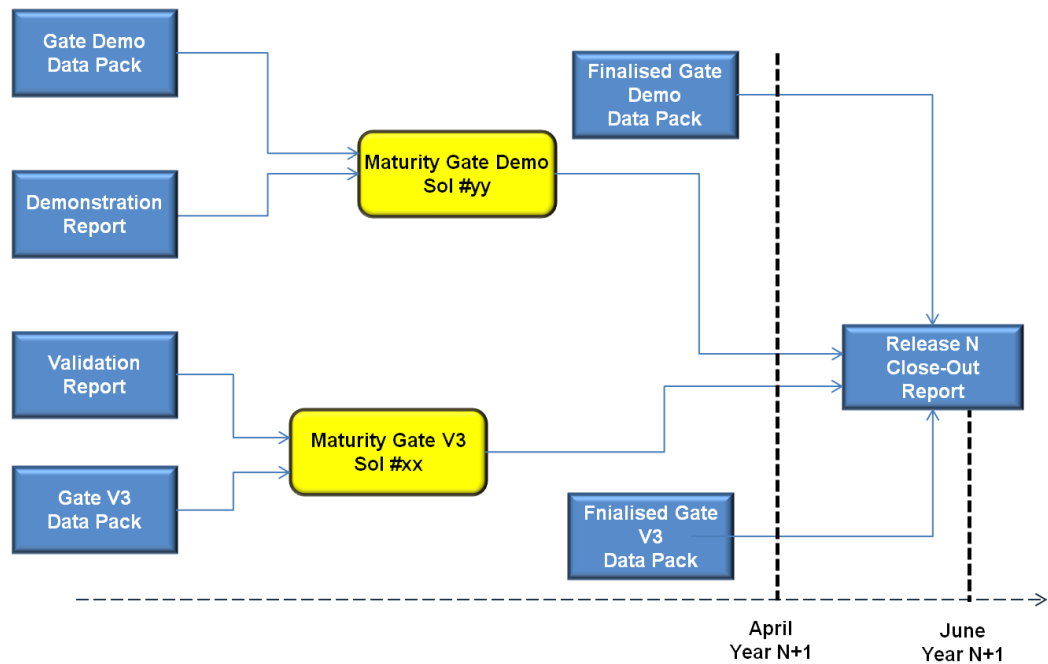 Gate Demo
Data Pack
Finalised Gate
Demo
Data Pack
Maturity Gate Demo
Sol #yy
Demonstration
Report
Validation
Report
Release N
Close-Out
Report
Maturity Gate V3
Sol #xx
Gate V3
Data Pack
Fnialised Gate
V3
Data Pack
April
Year N+1
June
Year N+1